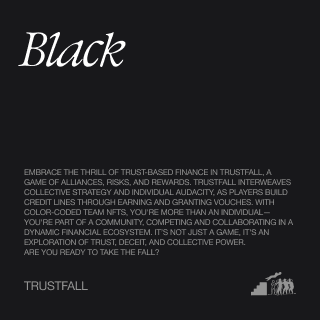 Black
EMBRACE THE THRILL OF TRUST-BASED FINANCE IN TRUSTFALL, A
GAME OF ALLIANCES, RISKS, AND REWARDS. TRUSTFALL INTERWEAVES
COLLECTIVE STRATEGY AND INDIVIDUAL AUDACITY, AS PLAYERS BUILD
CREDIT LINES THROUGH EARNING AND GRANTING VOUCHES. WITH
COLOR-CODED TEAM NFTS, YOU'RE MORE THAN AN INDIVIDUAL—
YOU'RE PART OF A COMMUNITY, COMPETING AND COLLABORATING IN A
DYNAMIC FINANCIAL ECOSYSTEM. IT'S NOT JUST A GAME, IT'S AN
EXPLORATION OF TRUST, DECEIT, AND COLLECTIVE POWER.
ARE YOU READY TO TAKE THE FALL?
TRUSTFALL